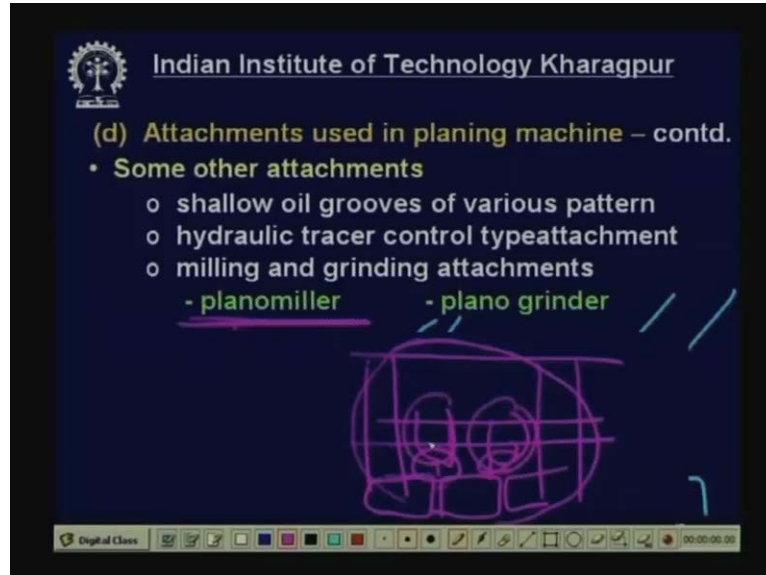 Indian Institute of Technology Kharagpur
(d) Attachments used in planing machine – contd.
• Some other attachments
o shallow oil grooves of various pattern
o hydraulic tracer control typeattachment
o milling and grinding attachments
- planomiller - plano grinder
Digital Class 00:00:00.00